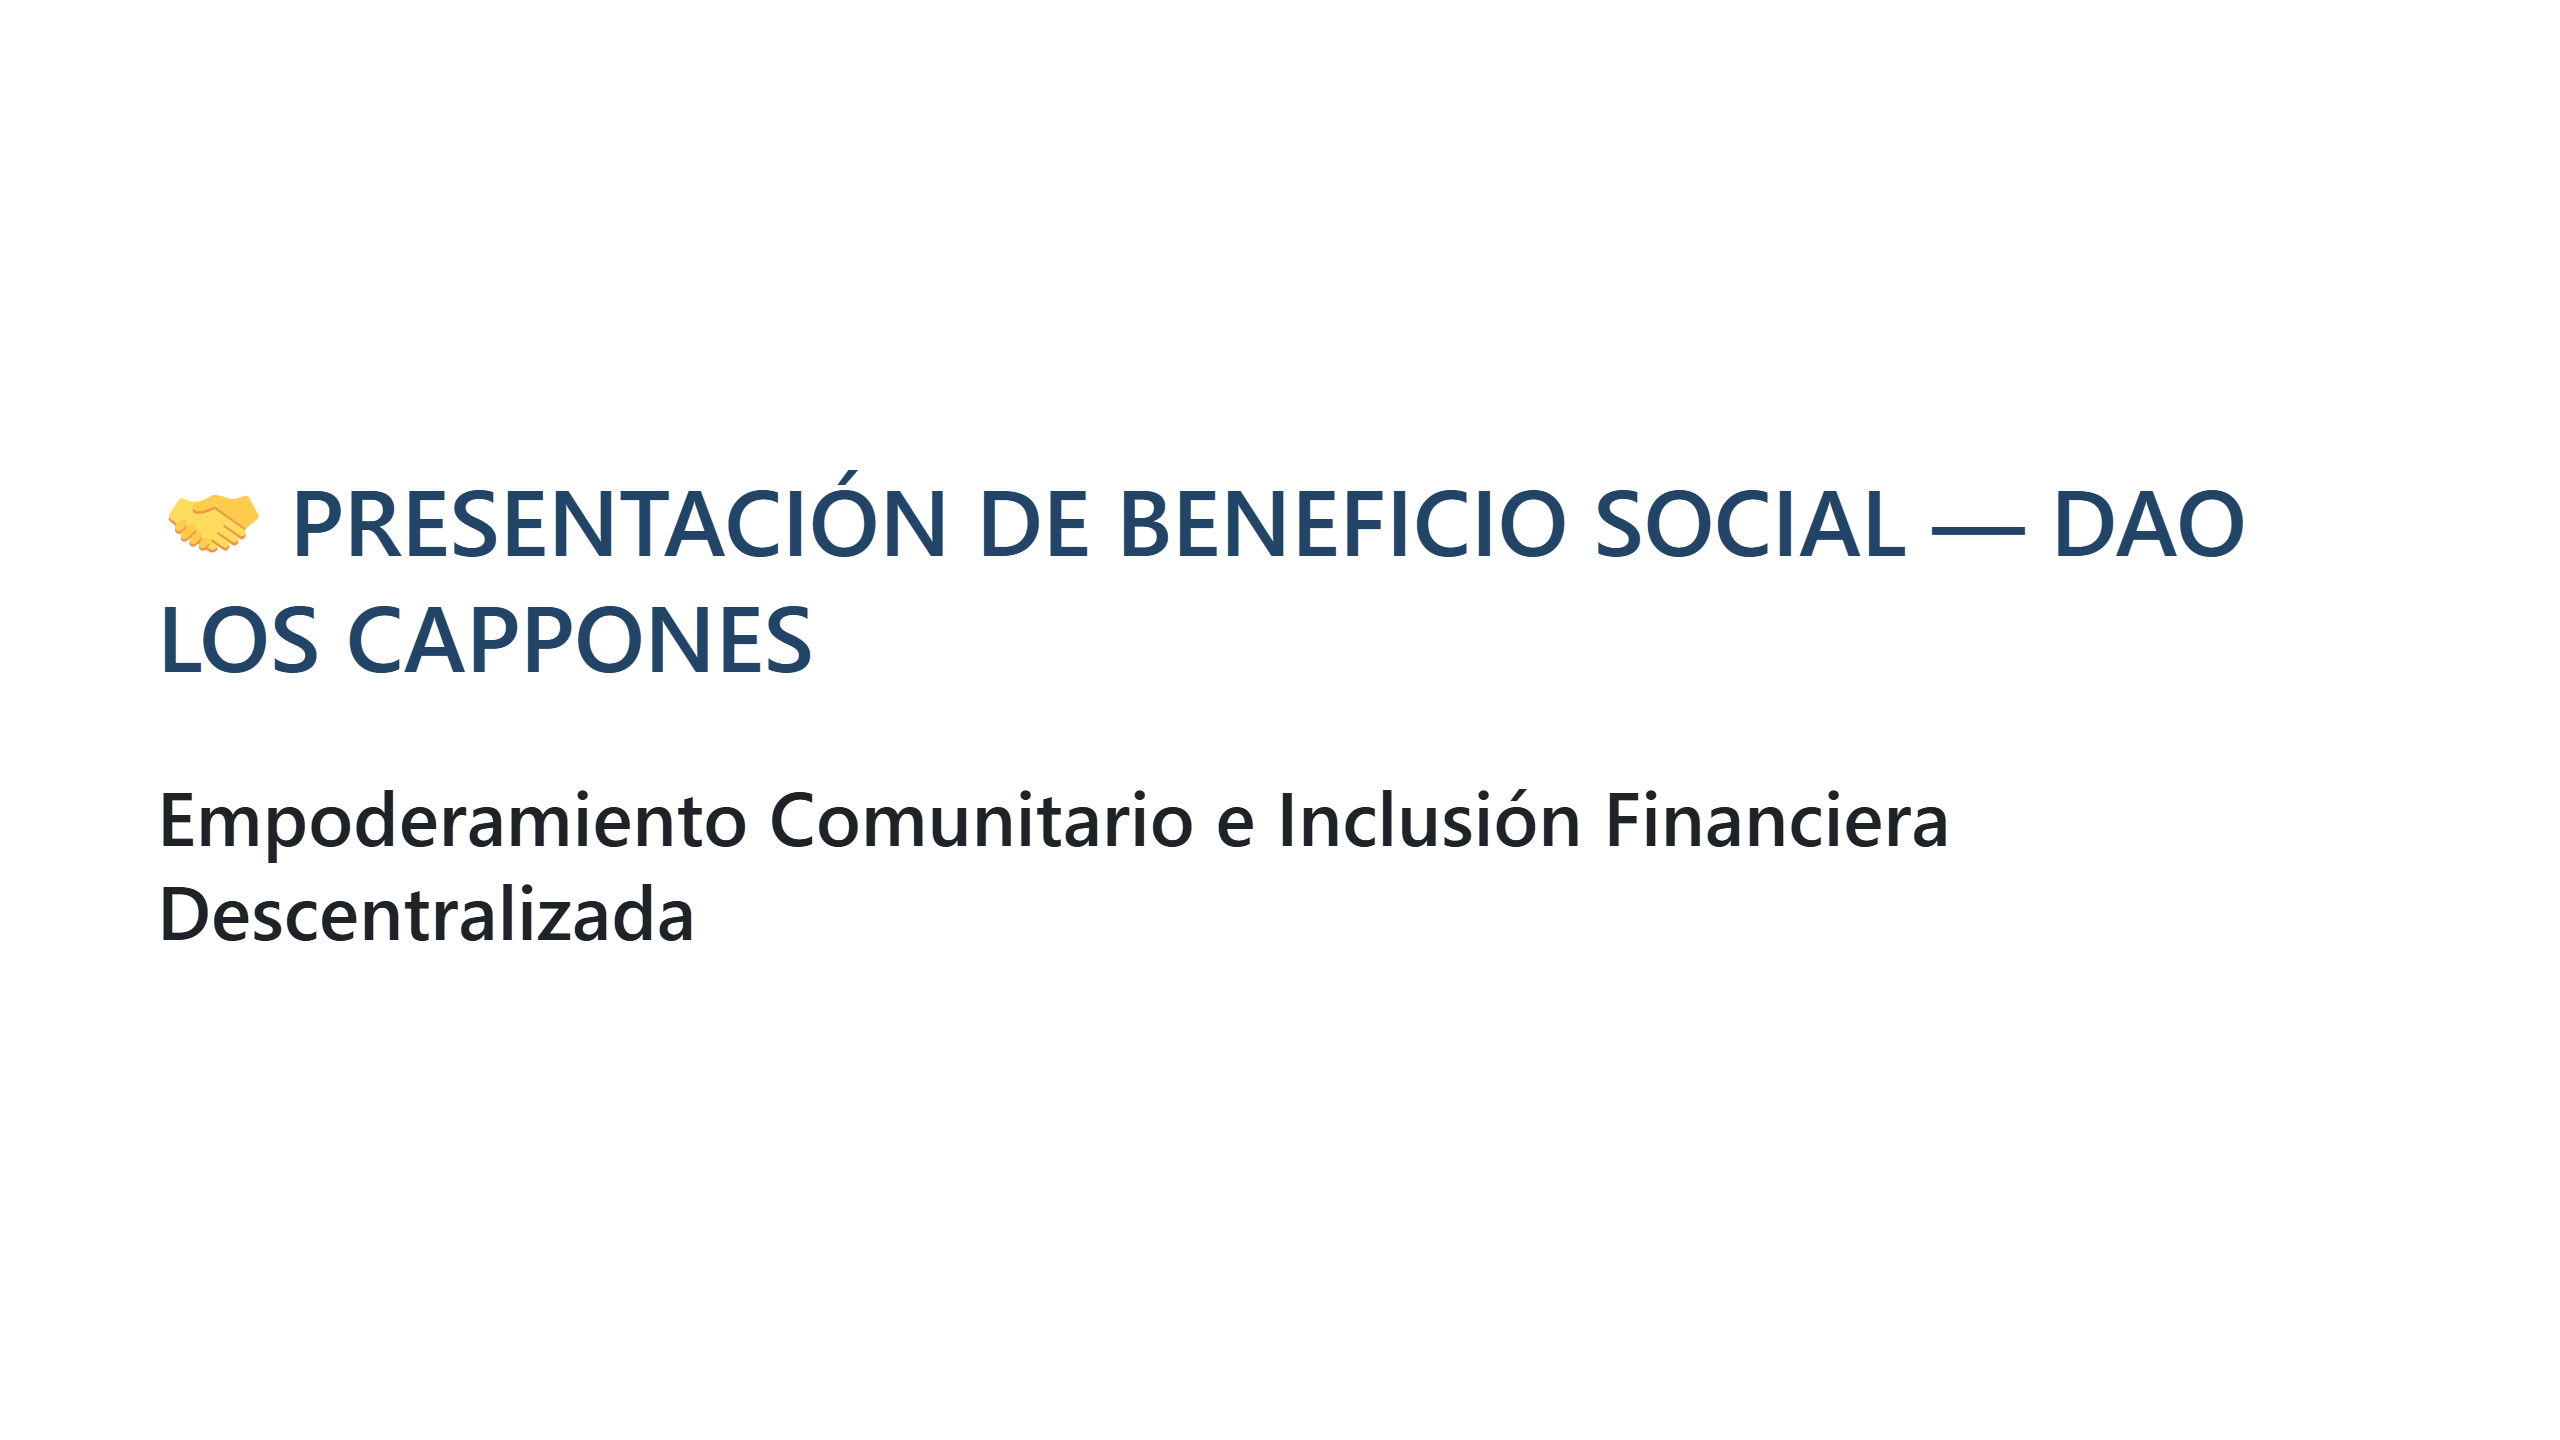 🤝 PRESENTACIÓN DE BENEFICIO SOCIAL — DAO
LOS CAPPONES
Empoderamiento Comunitario e Inclusión Financiera
Descentralizada